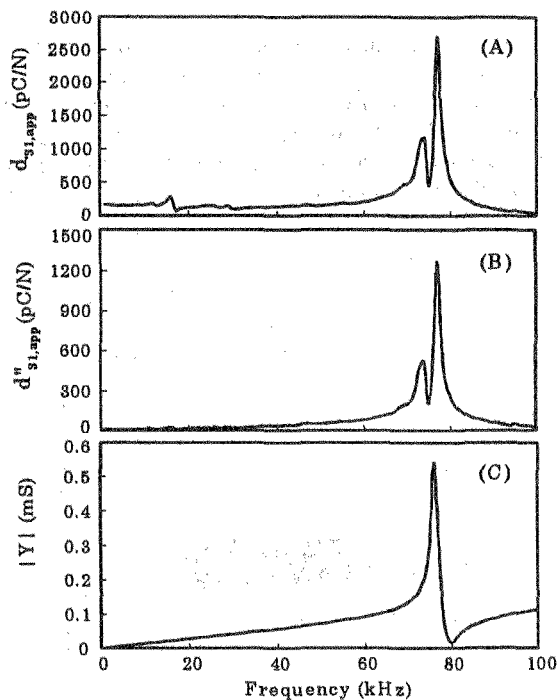 3000
2500
2000
1500
1000
500
0
d31,app (pC/N)
(A)
1500
1200
900
600
300
0
d"31,app (pC/N)
(B)
0.6
0.5
0.4
0.3
0.2
0.1
0
|Y| (mS)
(C)
0 20 40 60 80 100
Frequency (kHz)